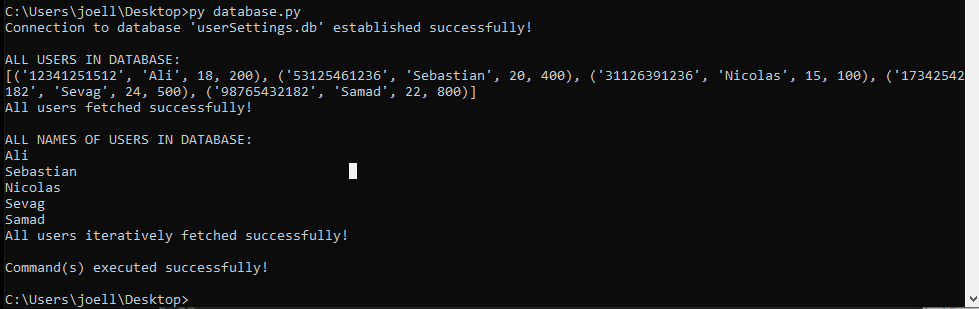 C:\Users\joell\Desktop>py database.py
Connection to database 'userSettings.db' established successfully!
ALL USERS IN DATABASE:
[('12341251512', 'Ali', 18, 200), ('53125461236', 'Sebastian', 20, 400), ('31126391236', 'Nicolas', 15, 100), ('17342542
182', 'Sevag', 24, 500), ('98765432182', 'Samad', 22, 800)]
All users fetched successfully!
ALL NAMES OF USERS IN DATABASE:
Ali
Sebastian
Nicolas
Sevag
Samad
All users iteratively fetched successfully!
Command(s) executed successfully!
C:\Users\joell\Desktop>